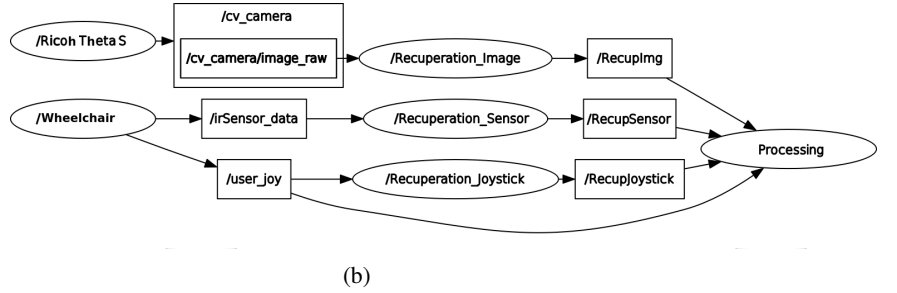 /cv_camera
/Ricoh Theta S
/cv_camera/image_raw
/Recuperation_Image
/RecupImg
/Wheelchair
/irSensor_data
/Recuperation_Sensor
/RecupSensor
Processing
/user_joy
/Recuperation_Joystick
/RecupJoystick
(b)